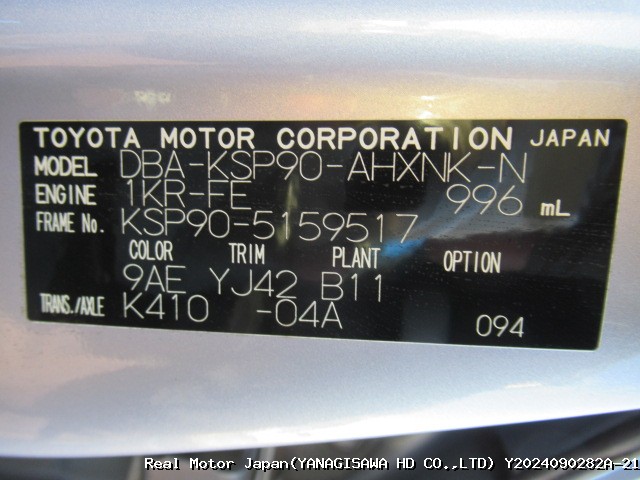 TOYOTA MOTOR CORPORATION JAPAN
MODEL DBA-KSP90-AHXNK-N
ENGINE 1KR-FE 996 mL
FRAME No. KSP90-5159517
COLOR TRIM PLANT OPTION
9AE YJ42 B11
TRANS./AXLE K410 -04A 094
Real Motor Japan(YANAGISAWA HD CO.,LTD) Y2024090282A-21